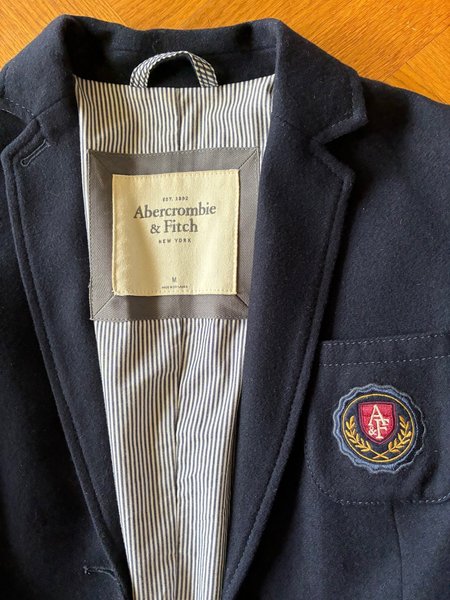 EST. 1892
Abercrombie
& Fitch
NEW YORK
M
A&F